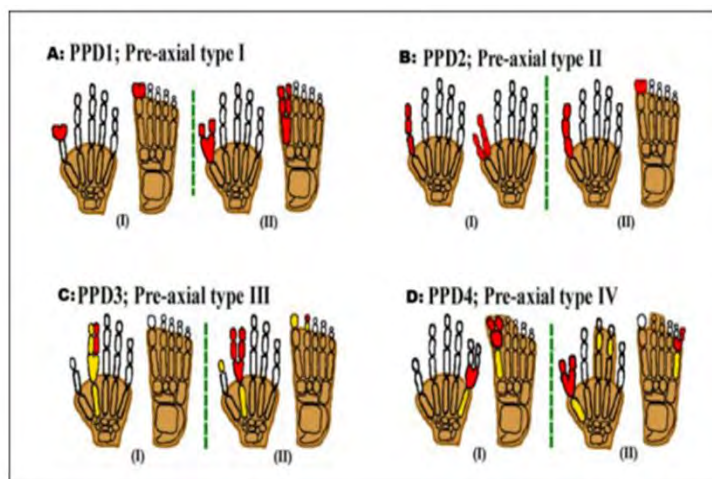 A: PPD1; Pre-axial type I
(I)
(II)
B: PPD2; Pre-axial type II
(I)
(II)
C: PPD3; Pre-axial type III
(I)
(II)
D: PPD4; Pre-axial type IV
(I)
(II)